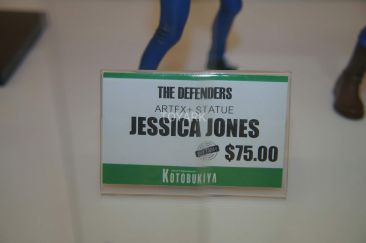 THE DEFENDERS
ARTFX+ STATUE
JESSICA JONES
$75.00
KOTOBUKIYA